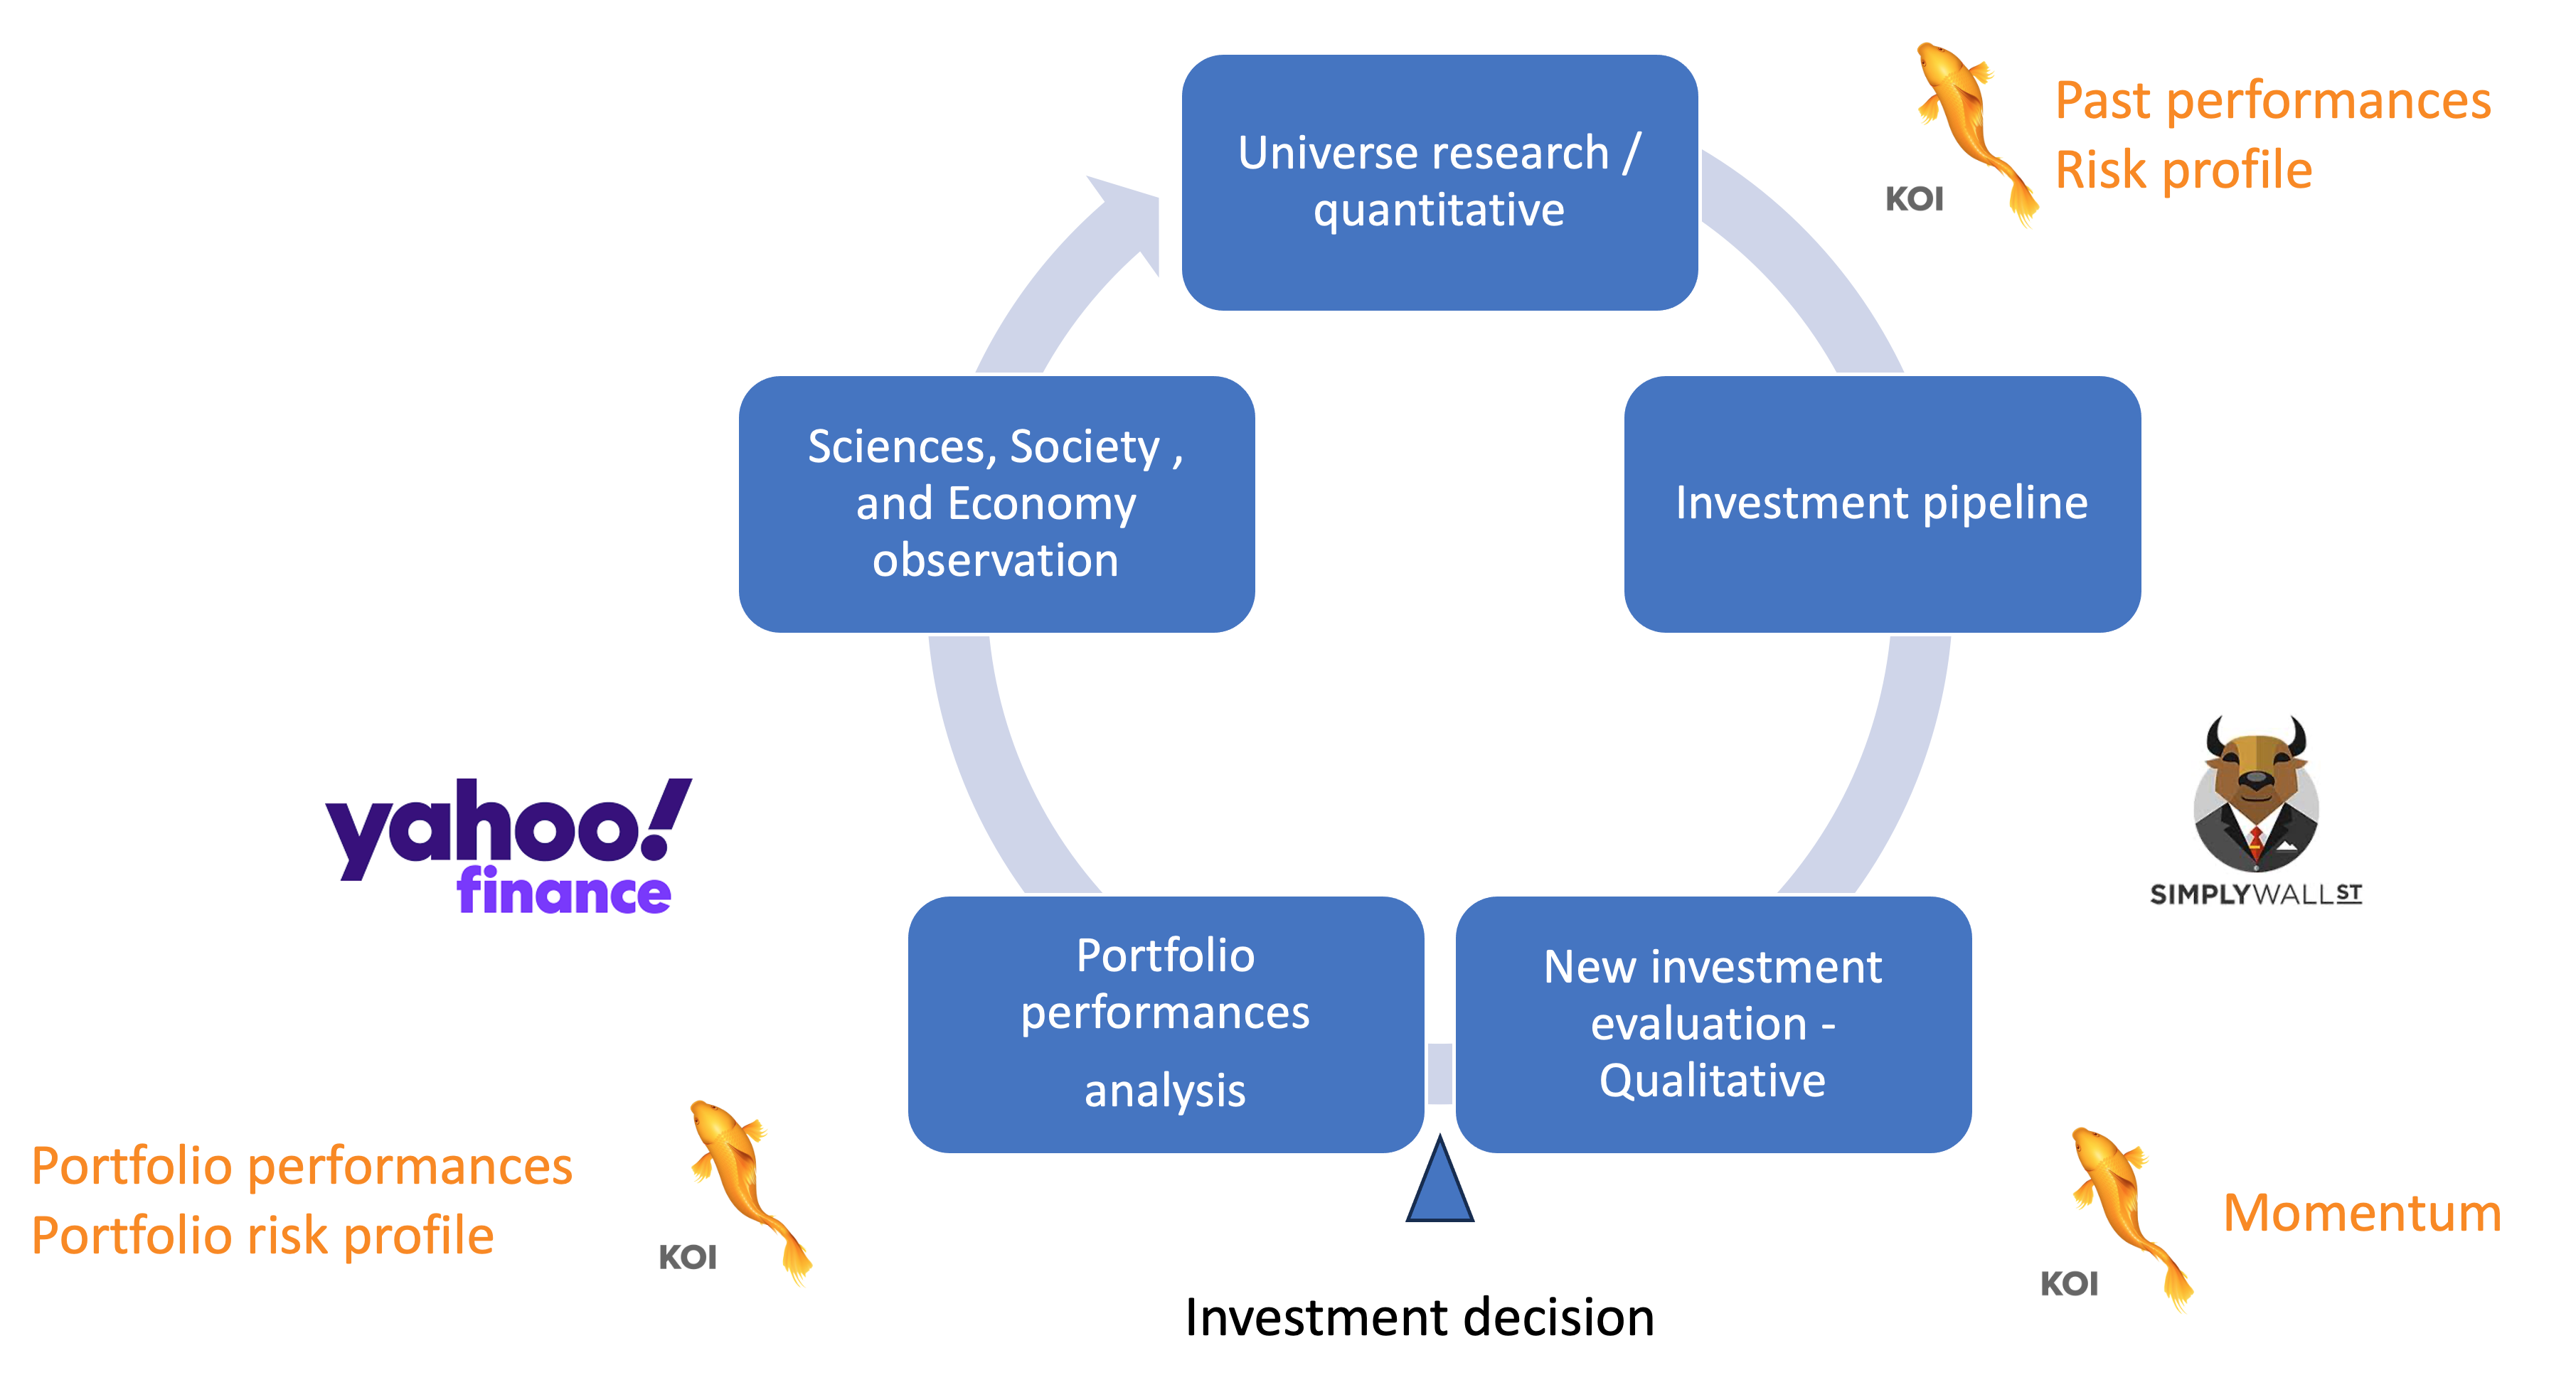 Universe research /
quantitative
KOI
Past performances
Risk profile
Sciences, Society ,
and Economy
observation
Investment pipeline
yahoo!
finance
SIMPLYWALLST
Portfolio
performances
analysis
New investment
evaluation -
Qualitative
Portfolio performances
Portfolio risk profile
KOI
KOI
Momentum
Investment decision